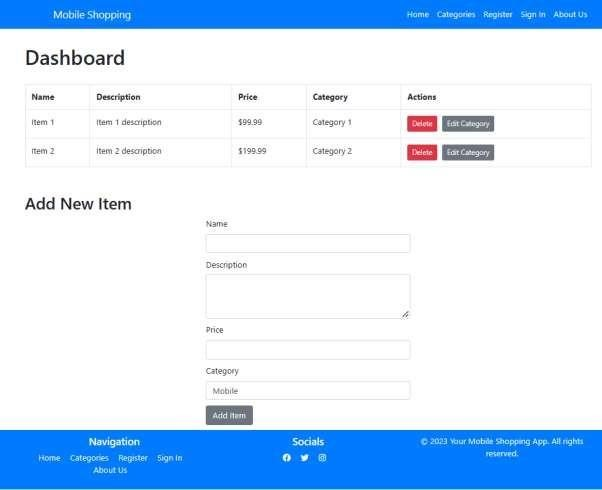 Mobile Shopping Home Categories Register Sign In About Us
Dashboard
Name Description Price Category Actions
Item 1 Item 1 description $99.99 Category 1 Delete Edit Category
Item 2 Item 2 description $199.99 Category 2 Delete Edit Category
Add New Item
Name
Description
Price
Category
Mobile
Add Item
Navigation
Home Categories Register Sign In
About Us
Socials
© 2023 Your Mobile Shopping App. All rights
reserved.